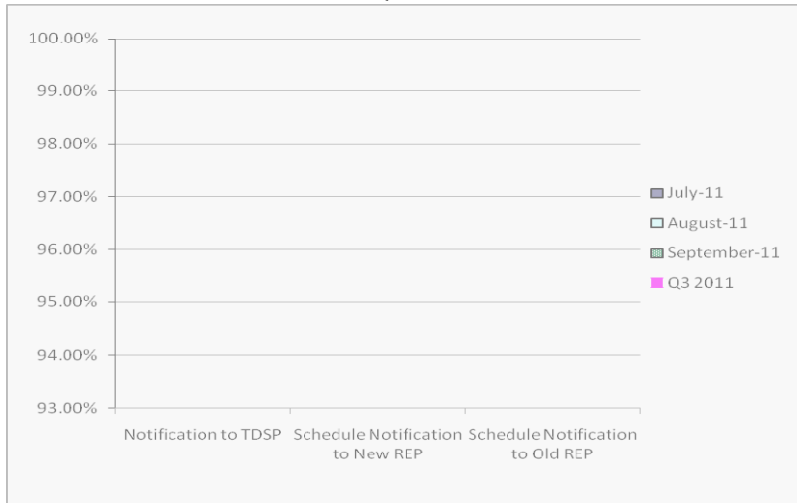 100.00%
99.00%
98.00%
97.00%
96.00%
95.00%
94.00%
93.00%
Notification to TDSP
Schedule Notification
to New REP
Schedule Notification
to Old REP
July-11
August-11
September-11
Q3 2011